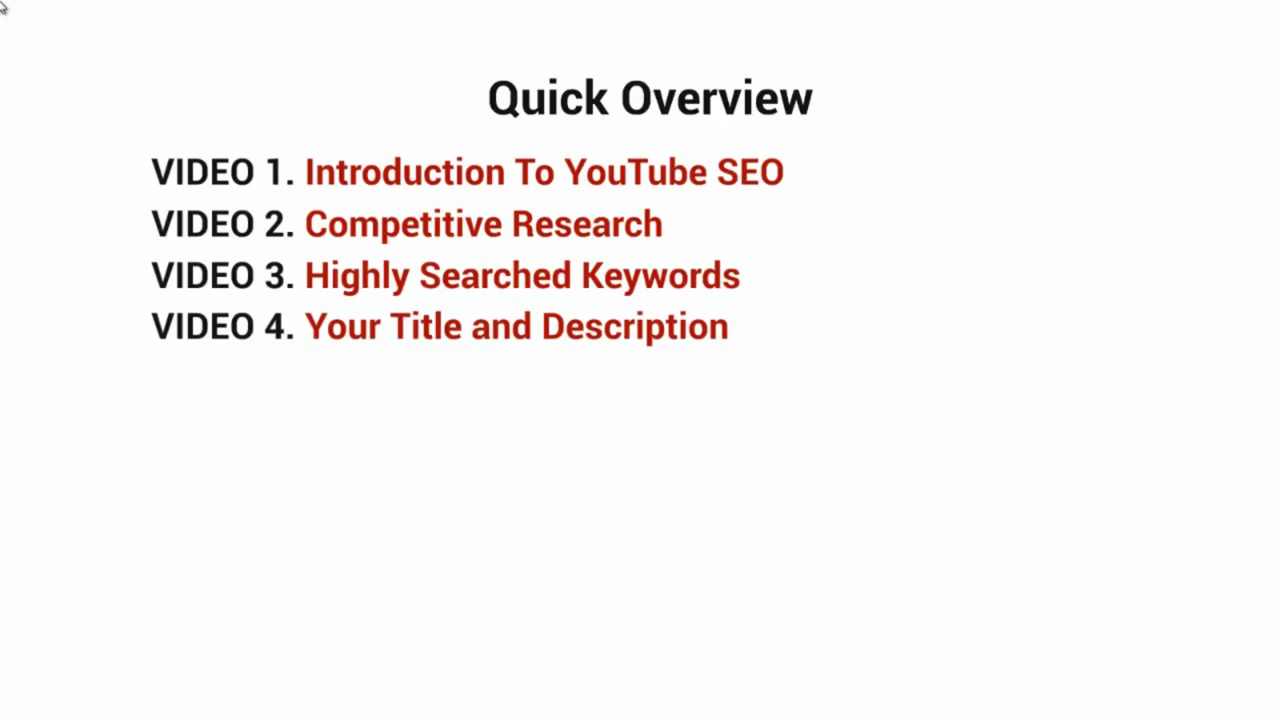 Quick Overview
VIDEO 1. Introduction To YouTube SEO
VIDEO 2. Competitive Research
VIDEO 3. Highly Searched Keywords
VIDEO 4. Your Title and Description